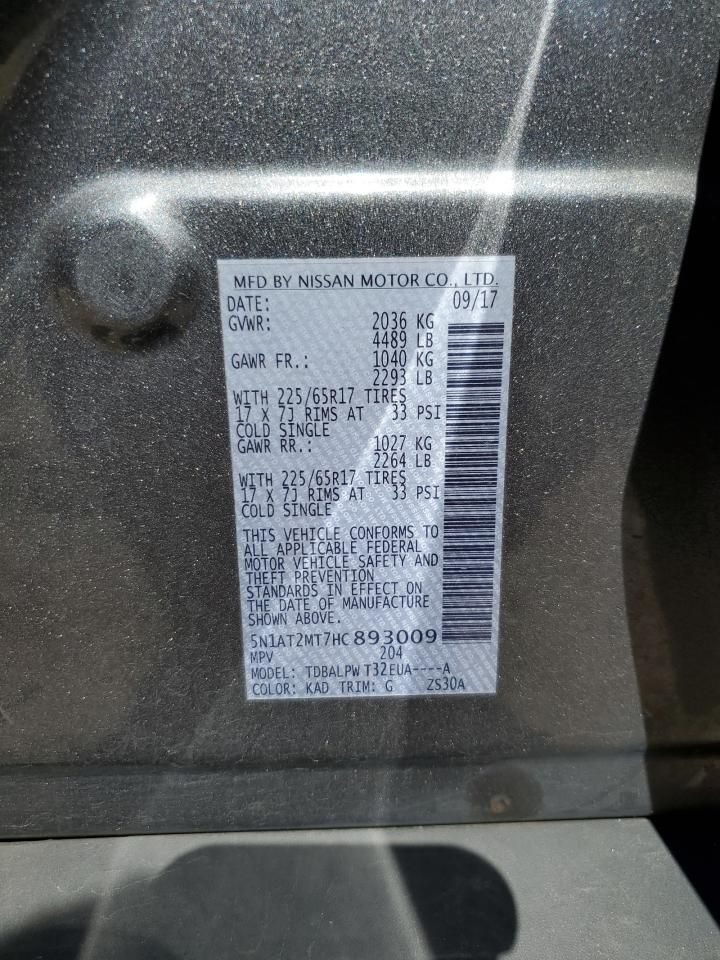 MFD BY NISSAN MOTOR CO., LTD.
DATE: 09/17
GVWR: 2036 KG
4489 LB
GAWR FR.: 1040 KG
2293 LB
WITH 225/65R17 TIRES
17 X 7J RIMS AT 33 PSI
COLD SINGLE
GAWR RR.: 1027 KG
2264 LB
WITH 225/65R17 TIRES
17 X 7J RIMS AT 33 PSI
COLD SINGLE
THIS VEHICLE CONFORMS TO
ALL APPLICABLE FEDERAL
MOTOR VEHICLE SAFETY AND
THEFT PREVENTION
STANDARDS IN EFFECT ON
THE DATE OF MANUFACTURE
SHOWN ABOVE.
5N1AT2MT7HC893009
MPV 204
MODEL: TDBALPW T32EUA----A
COLOR: KAD TRIM: G ZS30A